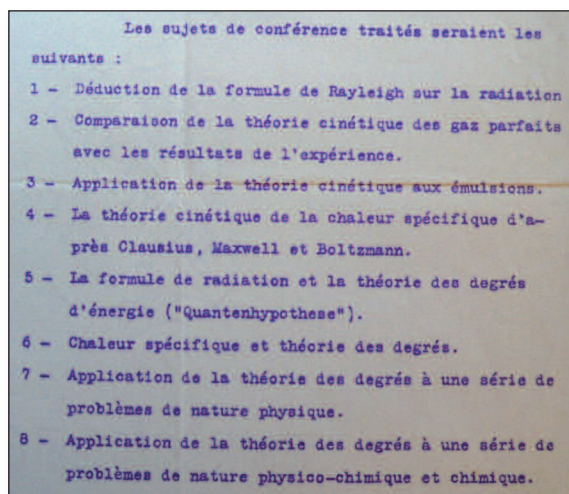 Les sujets de conférence traités seraient les
suivants :
1 - Déduction de la formule de Rayleigh sur la radiation
2 - Comparaison de la théorie cinétique des gaz parfaits
avec les résultats de l'expérience.
3 - Application de la théorie cinétique aux émulsions.
4 - La théorie cinétique de la chaleur spécifique d'a-
près Clausius, Maxwell et Boltzmann.
5 - La formule de radiation et la théorie des degrés
d'énergie ("Quantenhypothese").
6 - Chaleur spécifique et théorie des degrés.
7 - Application de la théorie des degrés à une série de
problèmes de nature physique.
8 - Application de la théorie des degrés à une série de
problèmes de nature physico-chimique et chimique.